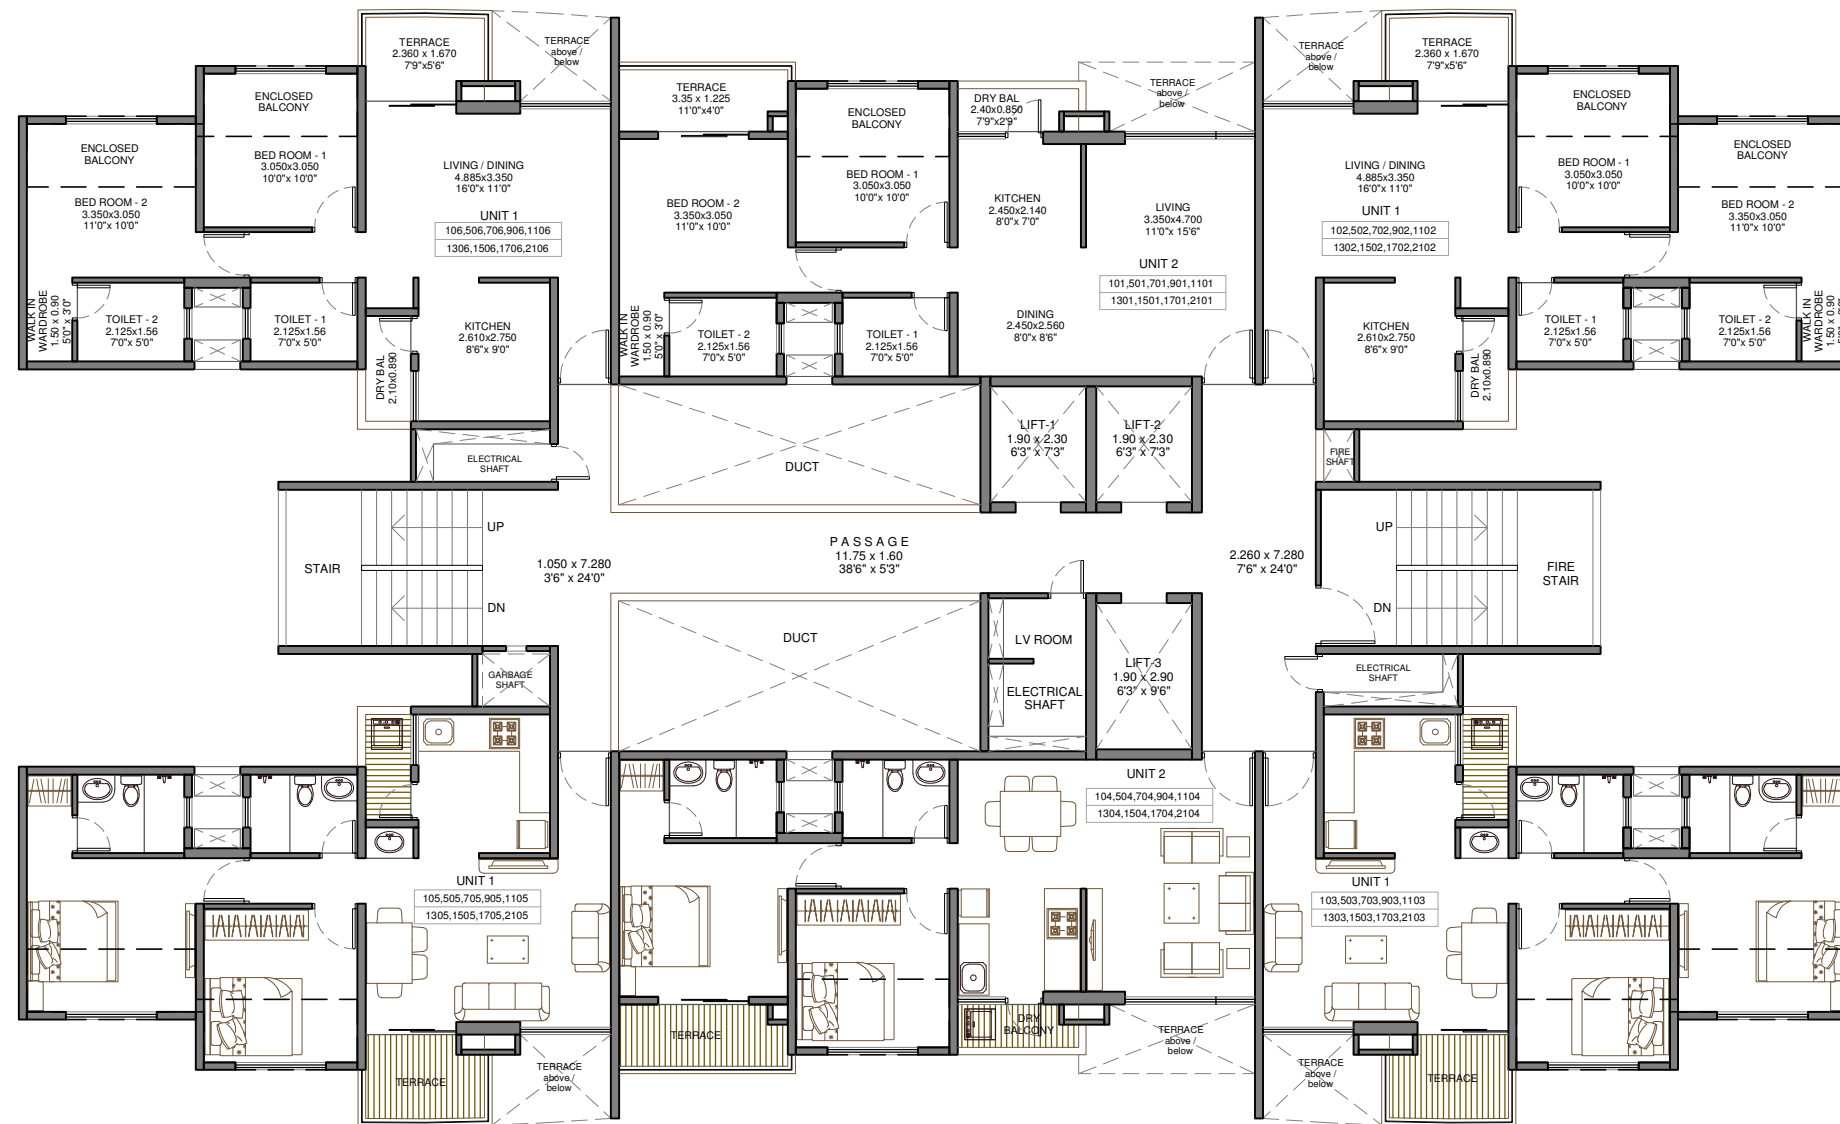 TERRACE
2.360 x 1.670
7'9"x5'6"
TERRACE
above /
below
ENCLOSED
BALCONY
BED ROOM - 1
3.050x3.050
10'0"x 10'0"
ENCLOSED
BALCONY
BED ROOM - 2
3.350x3.050
11'0"x 10'0"
LIVING / DINING
4.885x3.350
16'0"x 11'0"
UNIT 1
106,506,706,906,1106
1306,1506,1706,2106
WALK IN
WARDROBE
1.50 x 0.90
5'0" x 3'0"
TOILET - 2
2.125x1.56
7'0"x 5'0"
TOILET - 1
2.125x1.56
7'0"x 5'0"
DRY BAL
2.10x0.890
KITCHEN
2.610x2.750
8'6"x 9'0"
ELECTRICAL
SHAFT
TERRACE
3.35 x 1.225
11'0"x4'0"
ENCLOSED
BALCONY
BED ROOM - 1
3.050x3.050
10'0"x 10'0"
BED ROOM - 2
3.350x3.050
11'0"x 10'0"
DRY BAL
2.40x0.850
7'9"x2'9"
TERRACE
above /
below
KITCHEN
2.450x2.140
8'0"x 7'0"
LIVING
3.350x4.700
11'0"x 15'6"
UNIT 2
101,501,701,901,1101
1301,1501,1701,2101
WALK IN
WARDROBE
1.50 x 0.90
5'0" x 3'0"
TOILET - 2
2.125x1.56
7'0"x 5'0"
TOILET - 1
2.125x1.56
7'0"x 5'0"
DINING
2.450x2.560
8'0"x 8'6"
TERRACE
above /
below
TERRACE
2.360 x 1.670
7'9"x5'6"
ENCLOSED
BALCONY
BED ROOM - 1
3.050x3.050
10'0"x 10'0"
ENCLOSED
BALCONY
BED ROOM - 2
3.350x3.050
11'0"x 10'0"
LIVING / DINING
4.885x3.350
16'0"x 11'0"
UNIT 1
102,502,702,902,1102
1302,1502,1702,2102
KITCHEN
2.610x2.750
8'6"x 9'0"
DRY BAL
2.10x0.890
TOILET - 1
2.125x1.56
7'0"x 5'0"
TOILET - 2
2.125x1.56
7'0"x 5'0"
WALK IN
WARDROBE
1.50 x 0.90
FIRE
SHAFT
DUCT
LIFT-1
1.90 x 2.30
6'3" x 7'3"
LIFT-2
1.90 x 2.30
6'3" x 7'3"
STAIR
UP
DN
1.050 x 7.280
3'6" x 24'0"
PASSAGE
11.75 x 1.60
38'6" x 5'3"
2.260 x 7.280
7'6" x 24'0"
UP
DN
FIRE
STAIR
GARBAGE
SHAFT
DUCT
LV ROOM
ELECTRICAL
SHAFT
LIFT-3
1.90 x 2.90
6'3" x 9'6"
ELECTRICAL
SHAFT
UNIT 1
105,505,705,905,1105
1305,1505,1705,2105
TERRACE
TERRACE
above /
below
UNIT 2
104,504,704,904,1104
1304,1504,1704,2104
TERRACE
DRY
BALCONY
TERRACE
above /
below
UNIT 1
103,503,703,903,1103
1303,1503,1703,2103
TERRACE
above /
below
TERRACE